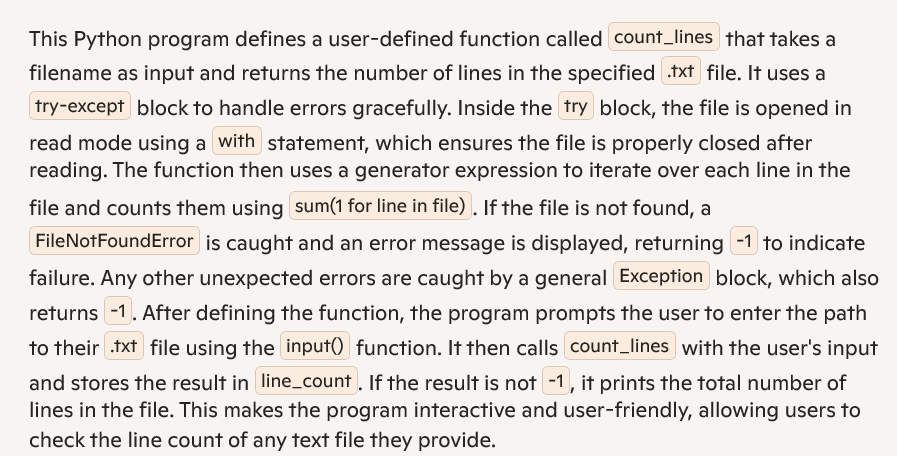 This Python program defines a user-defined function called count_lines that takes a
filename as input and returns the number of lines in the specified .txt file. It uses a
try-except block to handle errors gracefully. Inside the try block, the file is opened in
read mode using a with statement, which ensures the file is properly closed after
reading. The function then uses a generator expression to iterate over each line in the
file and counts them using sum(1 for line in file). If the file is not found, a
FileNotFoundError is caught and an error message is displayed, returning -1 to indicate
failure. Any other unexpected errors are caught by a general Exception block, which also
returns -1. After defining the function, the program prompts the user to enter the path
to their .txt file using the input() function. It then calls count_lines with the user's input
and stores the result in line_count. If the result is not -1, it prints the total number of
lines in the file. This makes the program interactive and user-friendly, allowing users to
check the line count of any text file they provide.